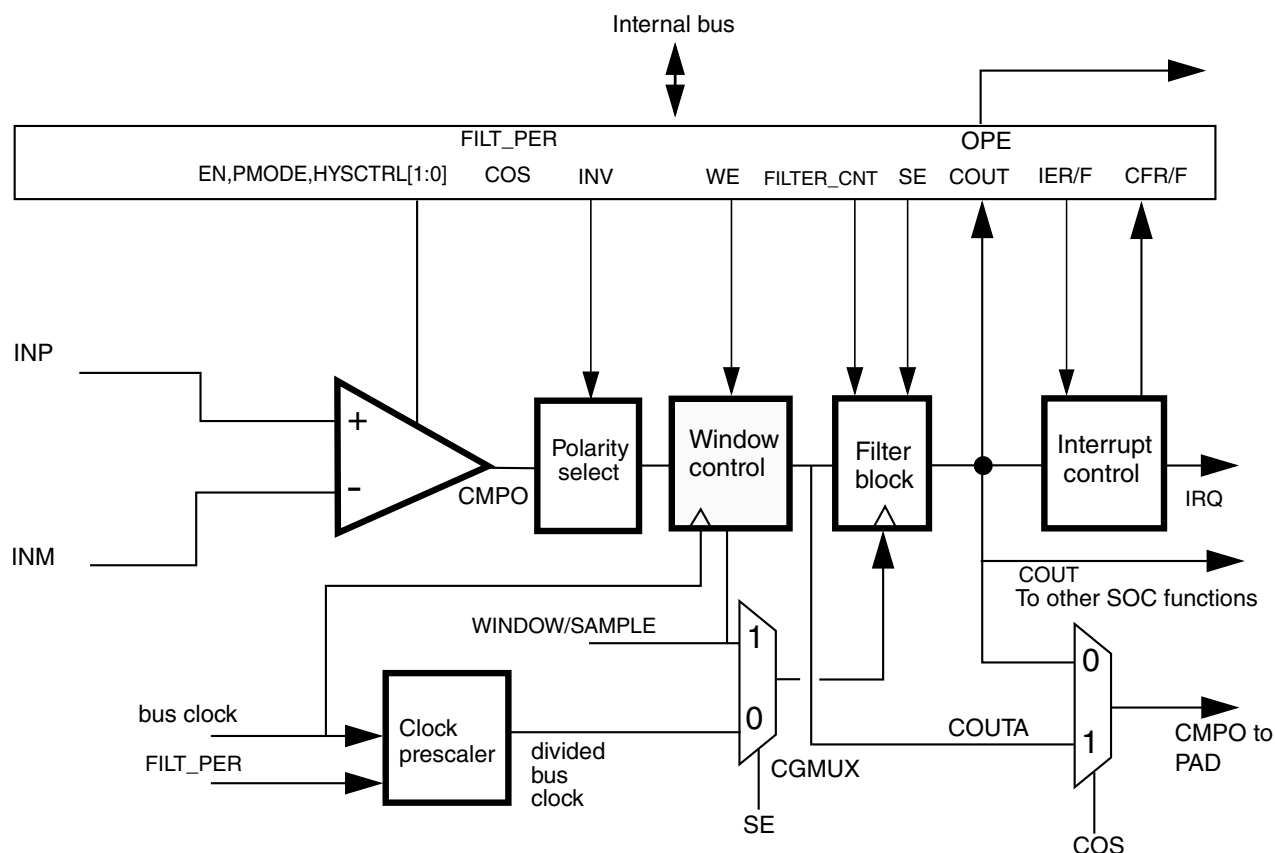 Internal bus
FILT_PER
OPE
EN,PMODE,HYSCTRL[1:0]
COS
INV
WE
FILTER_CNT
SE
COUT
IER/F
CFR/F
INP
+
-
INM
CMPO
Polarity
select
Window
control
Filter
block
Interrupt
control
IRQ
COUT
To other SOC functions
WINDOW/SAMPLE
1
0
bus clock
FILT_PER
Clock
prescaler
divided
bus
clock
CGMUX
SE
COUTA
0
1
CMPO to
PAD
COS